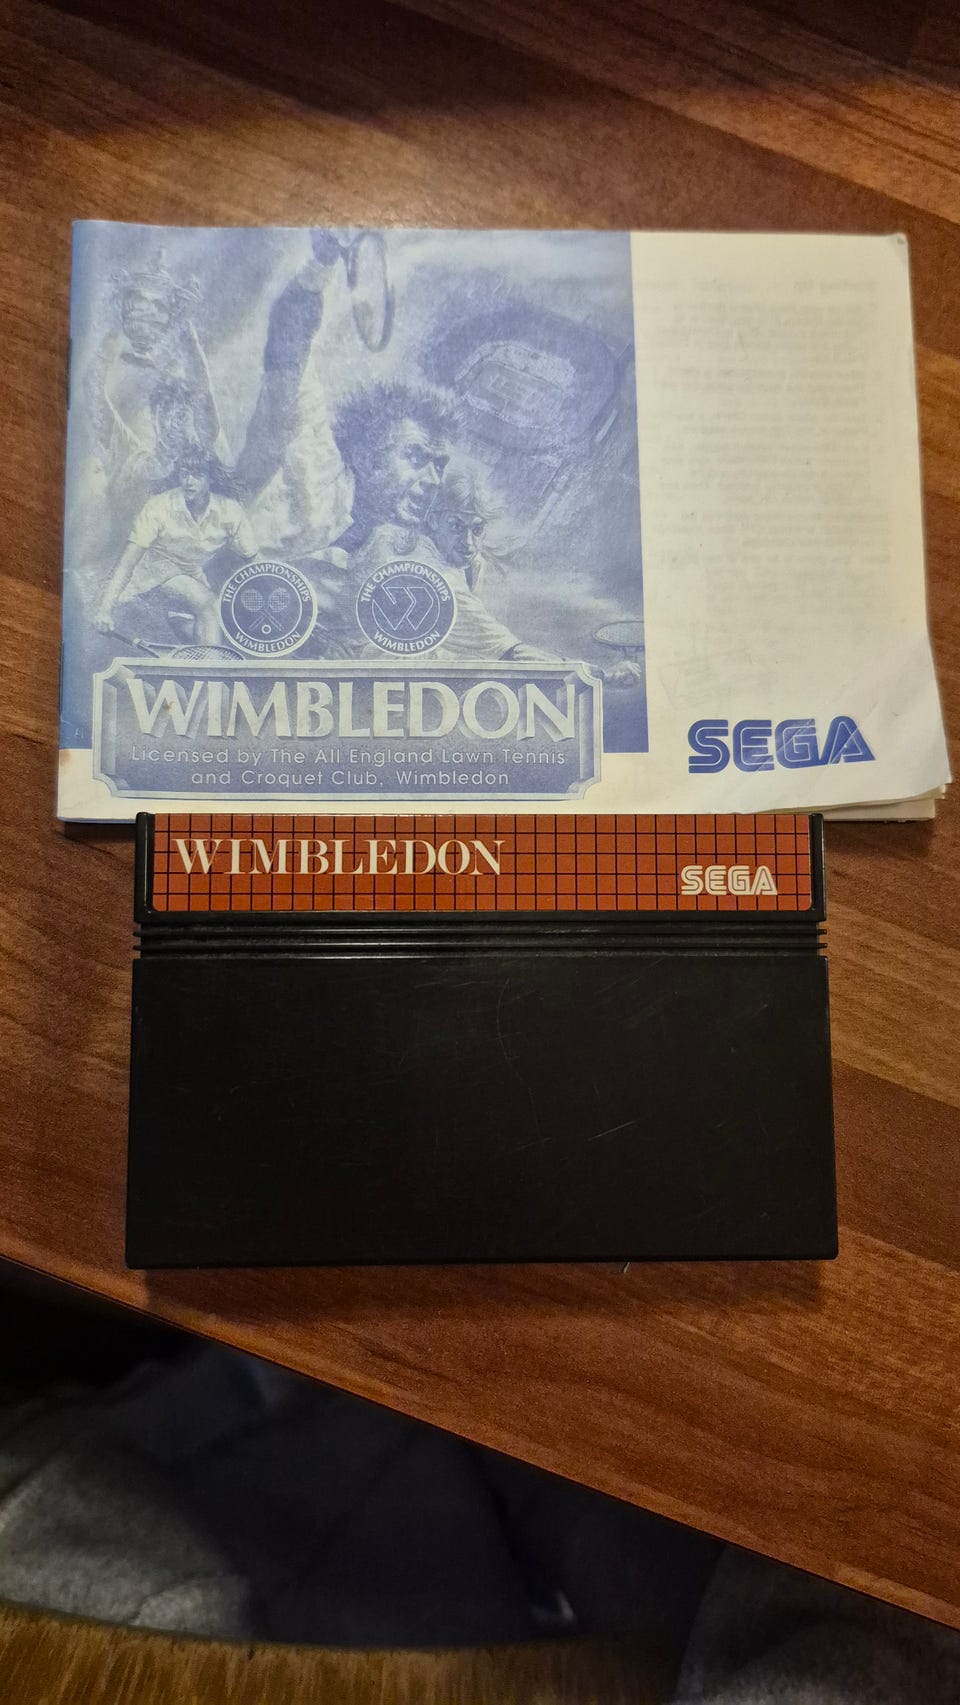 THE CHAMPIONSHIPS
WIMBLEDON
THE CHAMPIONSHIPS
WIMBLEDON
WIMBLEDON
Licensed by The All England Lawn Tennis
and Croquet Club, Wimbledon
SEGA
WIMBLEDON
SEGA